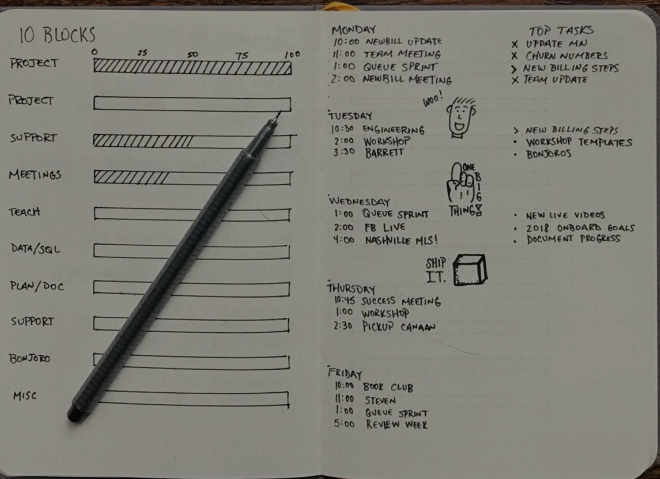 10 BLOCKS
0 25 50 75 100
PROJECT
PROJECT
SUPPORT
MEETINGS
TEACH
DATA/SQL
PLAN/DOC
SUPPORT
BONJORO
MISC
MONDAY
10:00 NEWBILL UPDATE
11:00 TEAM MEETING
1:00 QUEUE SPRINT
2:00 NEWBILL MEETING
TOP TASKS
X UPDATE MN
X CHURN NUMBERS
> NEW BILLING STEPS
X TEAM UPDATE
WOO!
TUESDAY
10:30 ENGINEERING
2:00 WORKSHOP
3:30 BARRETT
> NEW BILLING STEPS
• WORKSHOP TEMPLATES
• BONJOROS
ONE
BIG
THING!
WEDNESDAY
1:00 QUEUE SPRINT
2:00 FB LIVE
4:00 NASHVILLE MLS!
• NEW LIVE VIDEOS
• 2018 ONBOARD GOALS
• DOCUMENT PROGRESS
SHIP
IT.
THURSDAY
10:45 SUCCESS MEETING
1:00 WORKSHOP
2:30 PICKUP CANAAN
FRIDAY
10:00 BOOK CLUB
11:00 STEVEN
1:00 QUEUE SPRINT
5:00 REVIEW WEEK